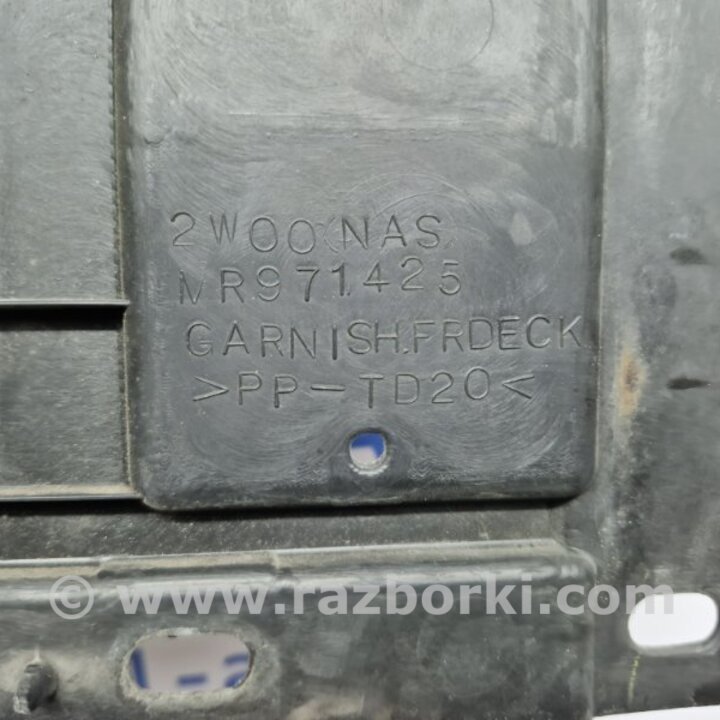 2W00(NAS)
MR971425
GARNISH.FRDECK
>PP-TD20<
© www.razborki.com